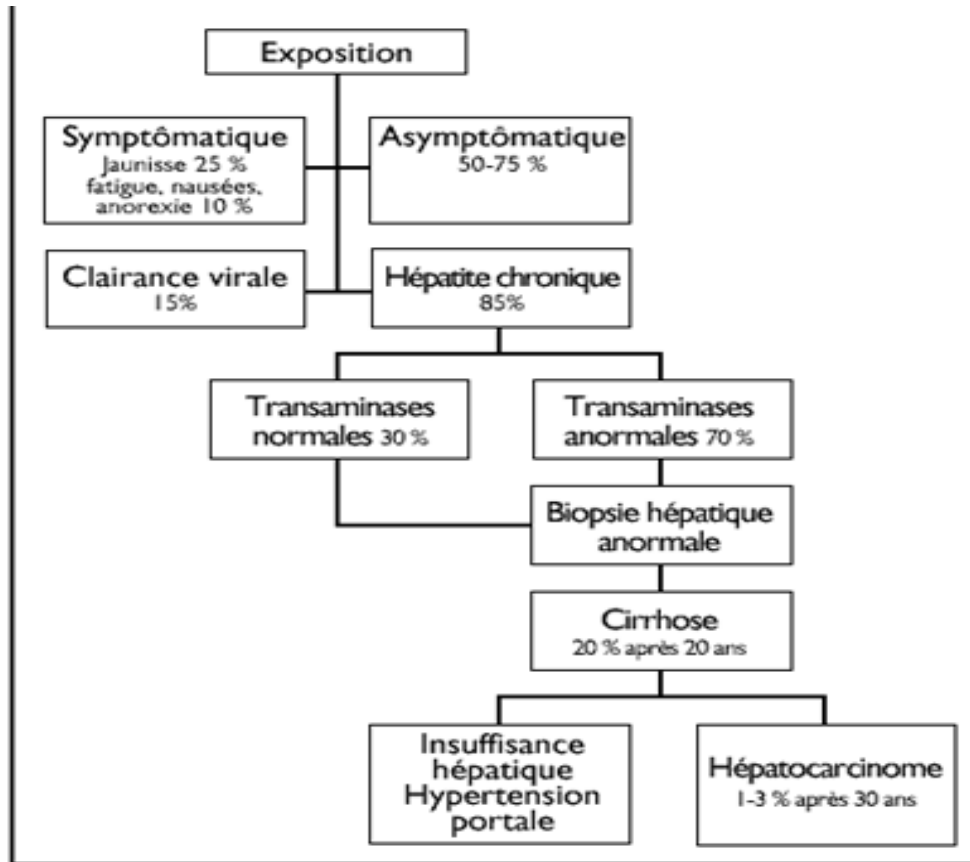 Exposition
Symptômatique
Jaunisse 25 %
fatigue, nausées,
anorexie 10 %
Asymptômatique
50-75 %
Clairance virale
15%
Hépatite chronique
85%
Transaminases
normales 30 %
Transaminases
anormales 70 %
Biopsie hépatique
anormale
Cirrhose
20 % après 20 ans
Insuffisance
hépatique
Hypertension
portale
Hépatocarcinome
1-3 % après 30 ans